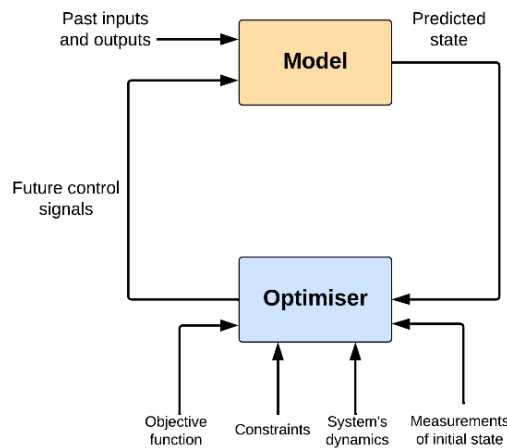 Past inputs
and outputs
Predicted
state
Model
Future control
signals
Optimiser
Objective
function
Constraints
System's
dynamics
Measurements
of initial state